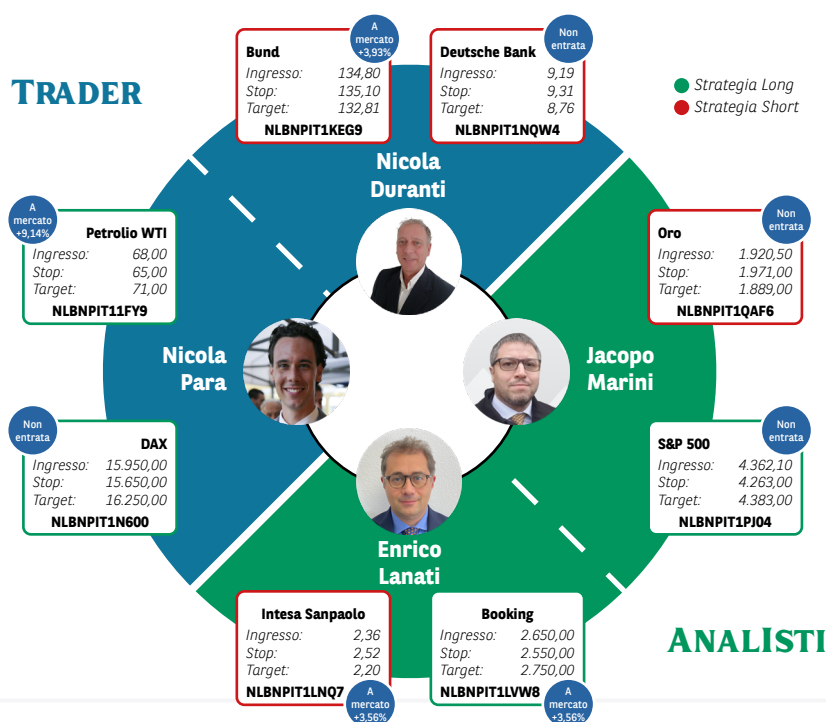 TRADER
Bund
Ingresso: 134,80
Stop: 135,10
Target: 132,81
NLBNPIT1KEG9
A
mercato
+3,93%
Deutsche Bank
Ingresso: 9,19
Stop: 9,31
Target: 8,76
NLBNPIT1NQW4
Non
entrata
Strategia Long
Strategia Short
Nicola
Duranti
A
mercato
+9,14%
Petrolio WTI
Ingresso: 68,00
Stop: 65,00
Target: 71,00
NLBNPIT11FY9
Non
entrata
Oro
Ingresso: 1.920,50
Stop: 1.971,00
Target: 1.889,00
NLBNPIT1QAF6
Nicola
Para
Jacopo
Marini
Non
entrata
DAX
Ingresso: 15.950,00
Stop: 15.650,00
Target: 16.250,00
NLBNPIT1N600
Non
entrata
S&P 500
Ingresso: 4.362,10
Stop: 4.263,00
Target: 4.383,00
NLBNPIT1PJ04
Enrico
Lanati
Intesa Sanpaolo
Ingresso: 2,36
Stop: 2,52
Target: 2,20
NLBNPIT1LNQ7
A
mercato
+3,56%
Booking
Ingresso: 2.650,00
Stop: 2.550,00
Target: 2.750,00
NLBNPIT1LVW8
A
mercato
+3,56%
ANALISTI